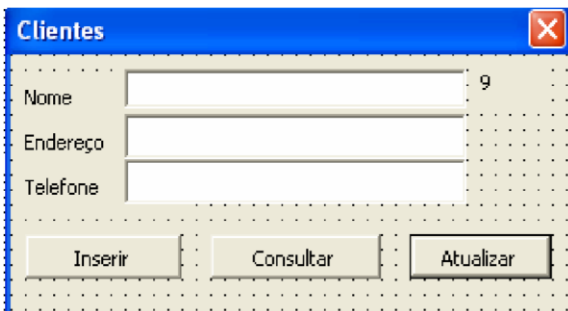 Clientes
Nome 9
Endereço
Telefone
Inserir Consultar Atualizar